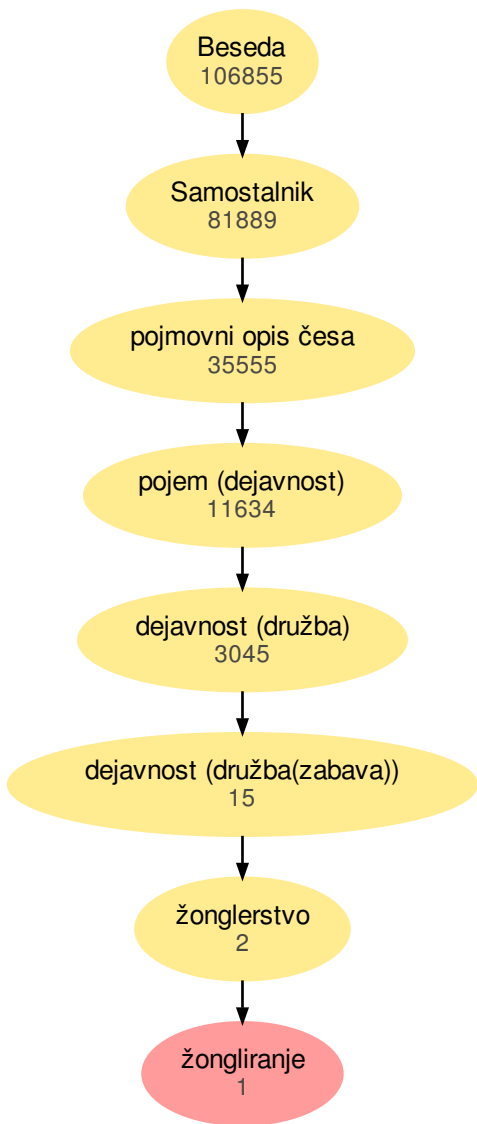 Beseda
106855
Samostalnik
81889
pojmovni opis česa
35555
pojem (dejavnost)
11634
dejavnost (družba)
3045
dejavnost (družba(zabava))
15
žonglerstvo
2
žongliranje
1